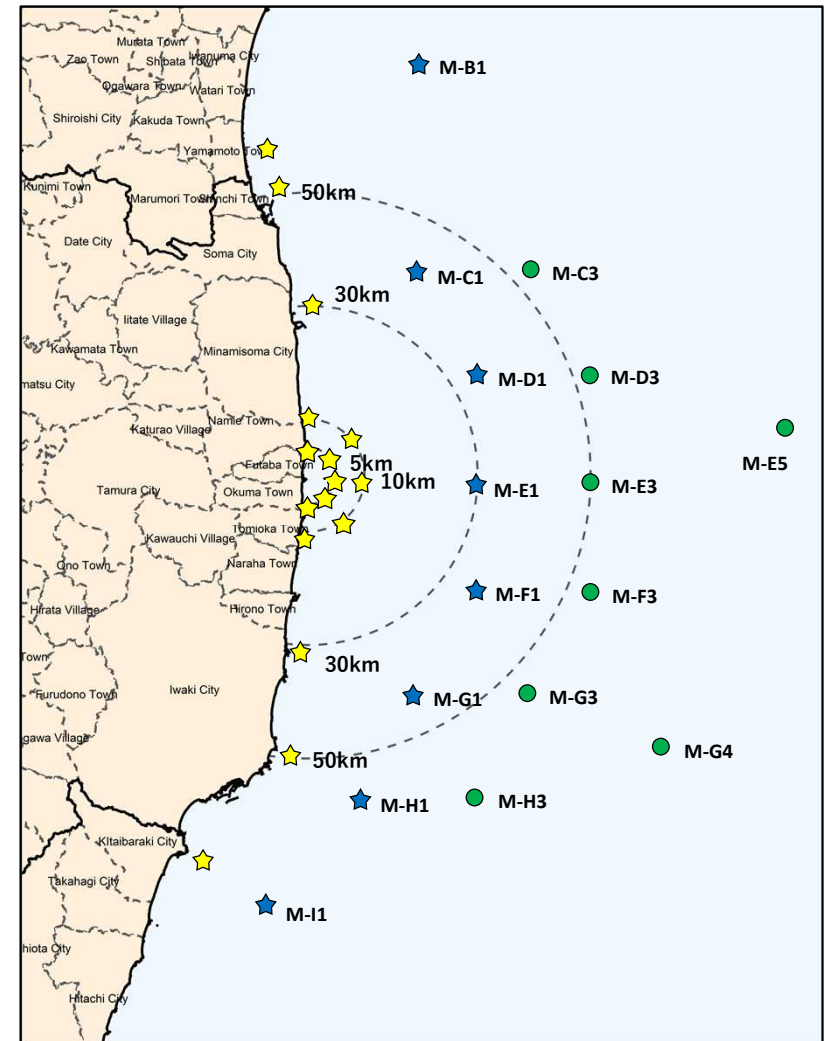 Murata Town
Iwanuma City
Zao Town
Shibata Town
M-B1
Ogawara Town
Watari Town
Shiroishi City
Kakuda Town
Yamamoto Town
Kunimi Town
Marumori Town
Shinchi Town
50km
Date City
Soma City
M-C1
M-C3
30km
Iitate Village
Kawamata Town
Minamisoma City
M-D1
M-D3
matsu City
Namie Town
Katurao Village
M-E5
Futaba Town
5km
10km
Tamura City
Okuma Town
M-E1
M-E3
Tomioka Town
Kawauchi Village
Ono Town
Naraha Town
M-F1
M-F3
Hirata Village
Hirono Town
Town
30km
Iwaki City
Furudono Town
M-G1
M-G3
gawa Village
M-G4
50km
M-H1
M-H3
KItaibaraki City
Takahagi City
M-I1
hiota City
Hitachi City